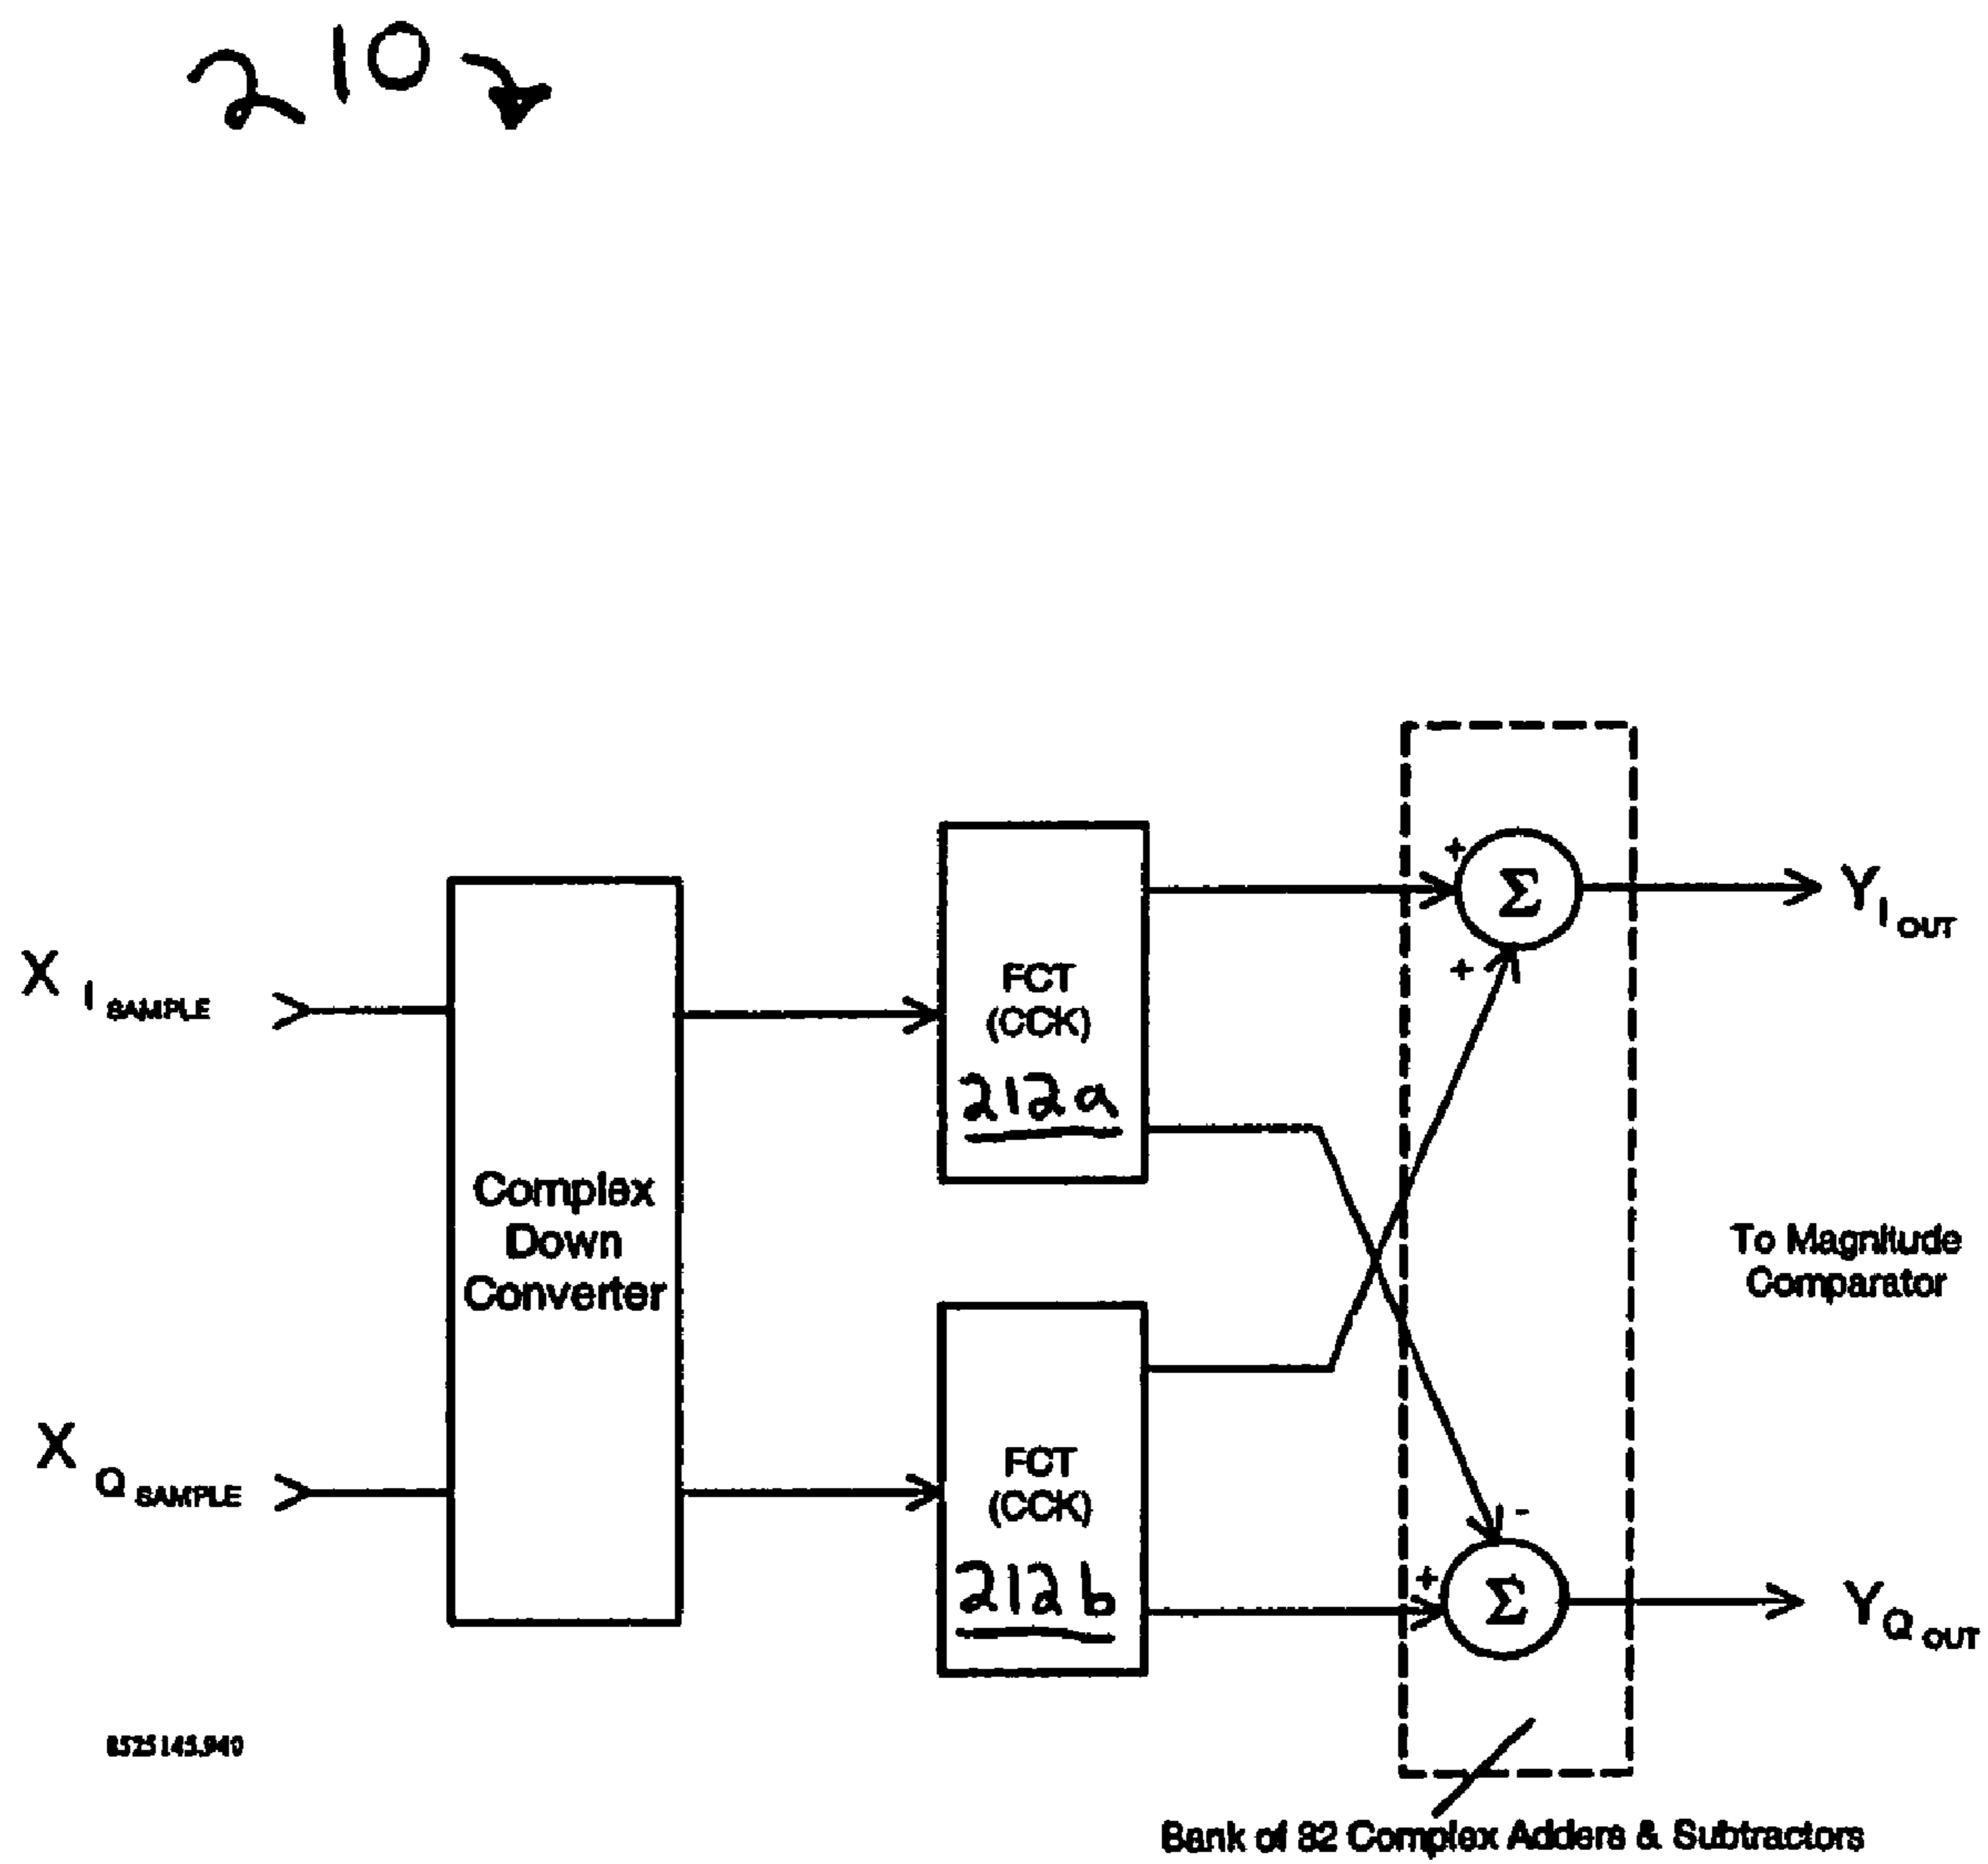 210
X I SAMPLE
X Q SAMPLE
Complex
Down
Converter
FCT
(CCK)
212a
FCT
(CCK)
212b
+
Σ
+
-
+
Σ
Y I OUT
To Magnitude
Comparator
Y Q OUT
Bank of 32 Complex Adders & Subtractors